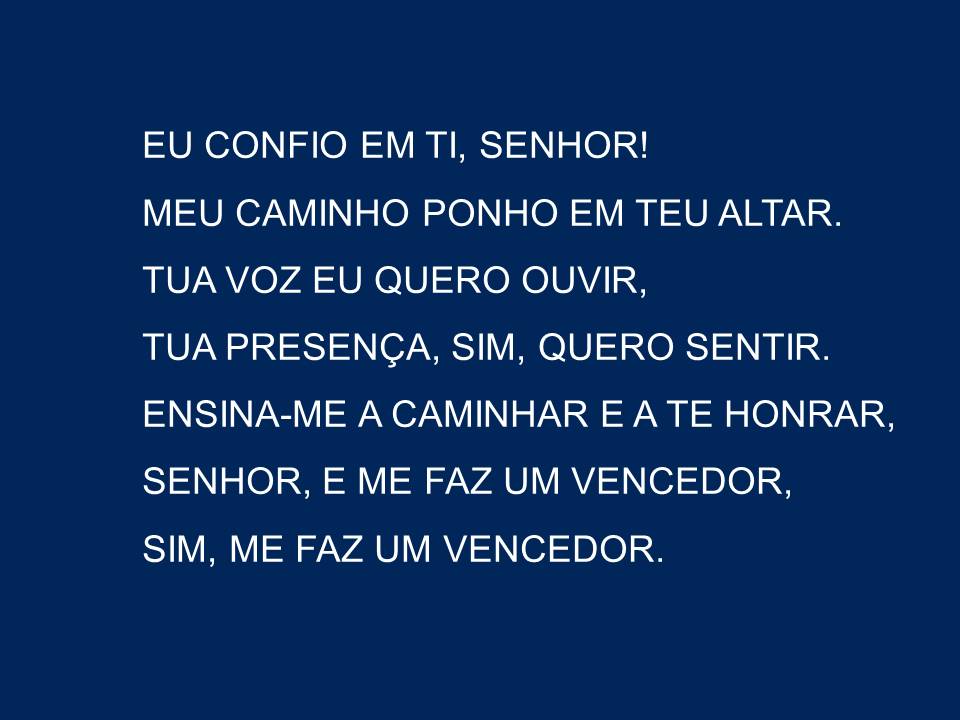 EU CONFIO EM TI, SENHOR!
MEU CAMINHO PONHO EM TEU ALTAR.
TUA VOZ EU QUERO OUVIR,
TUA PRESENÇA, SIM, QUERO SENTIR.
ENSINA-ME A CAMINHAR E A TE HONRAR,
SENHOR, E ME FAZ UM VENCEDOR,
SIM, ME FAZ UM VENCEDOR.